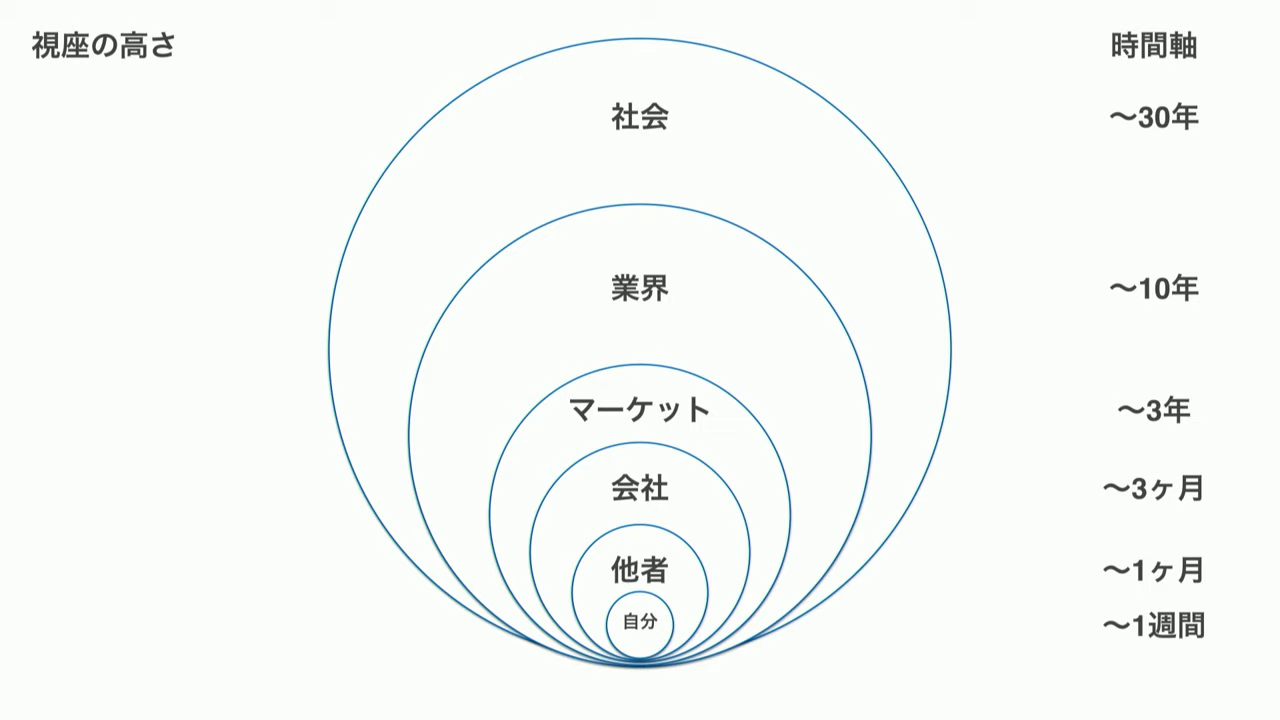 視座の高さ
時間軸
社会
〜30年
業界
〜10年
マーケット
〜3年
会社
〜3ヶ月
他者
〜1ヶ月
自分
〜1週間